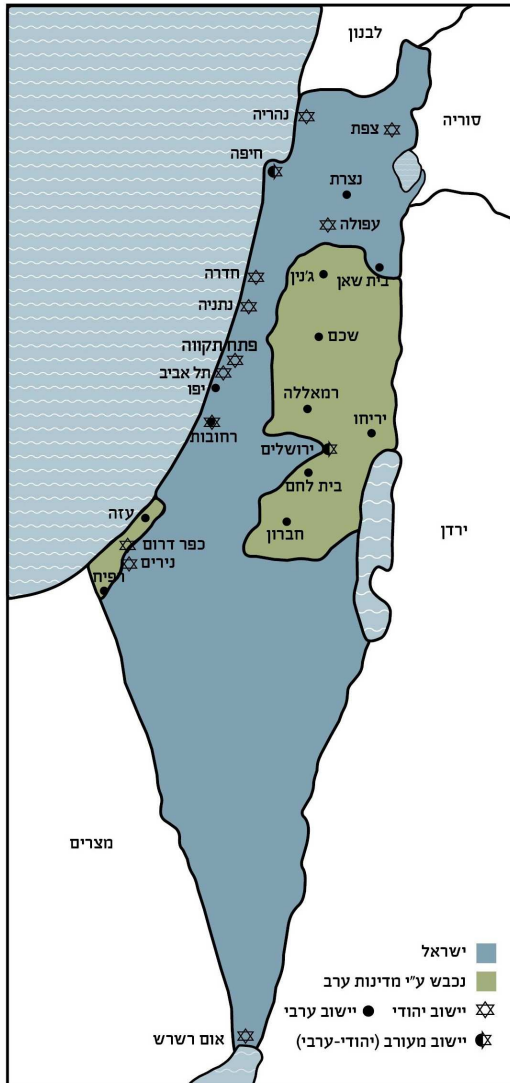 לבנון
סוריה
נהריה
צפת
חיפה
נצרת
עפולה
בית שאן
ג'נין
חדרה
נתניה
שכם
פתח תקווה
תל אביב
יפו
רמאללה
יריחו
רחובות
ירושלים
בית לחם
עזה
חברון
ירדן
כפר דרום
נירים
רפית
מצרים
ישראל
נכבש ע"י מדינות ערב
יישוב יהודי
יישוב ערבי
יישוב מעורב (יהודי-ערבי)
אום רשרש